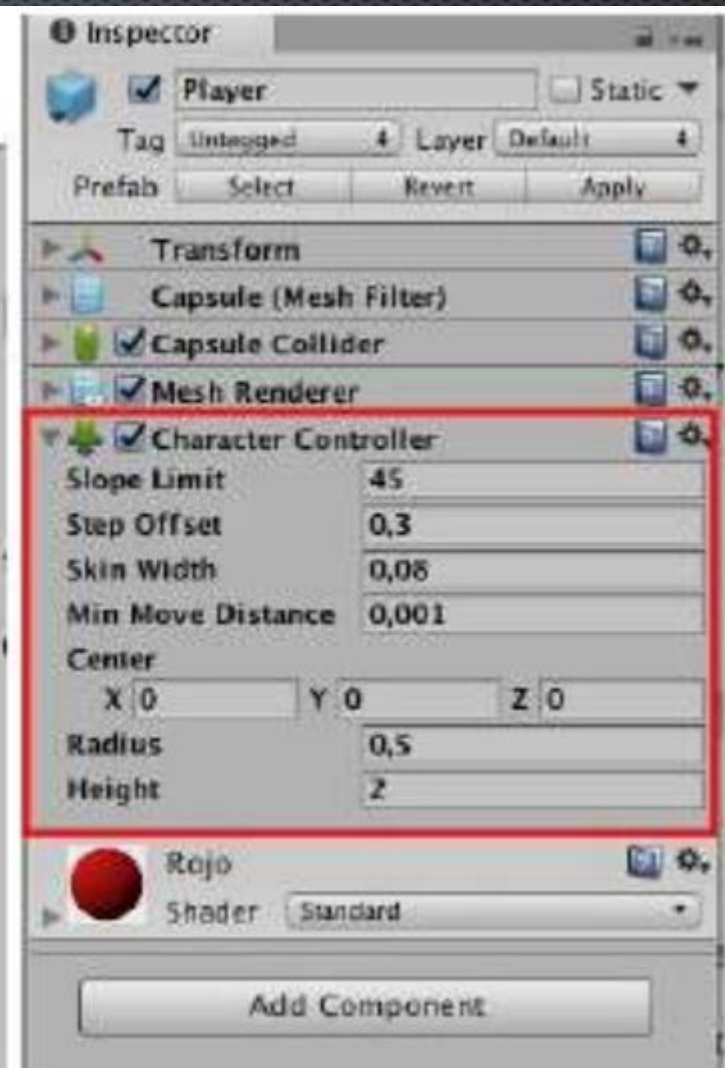 Inspector
Player Static
Tag Untagged Layer Default
Prefab Select Revert Apply
Transform
Capsule (Mesh Filter)
Capsule Collider
Mesh Renderer
Character Controller
Slope Limit 45
Step Offset 0,3
Skin Width 0,08
Min Move Distance 0,001
Center
X 0 Y 0 Z 0
Radius 0,5
Height 2
Rojo
Shader Standard
Add Component